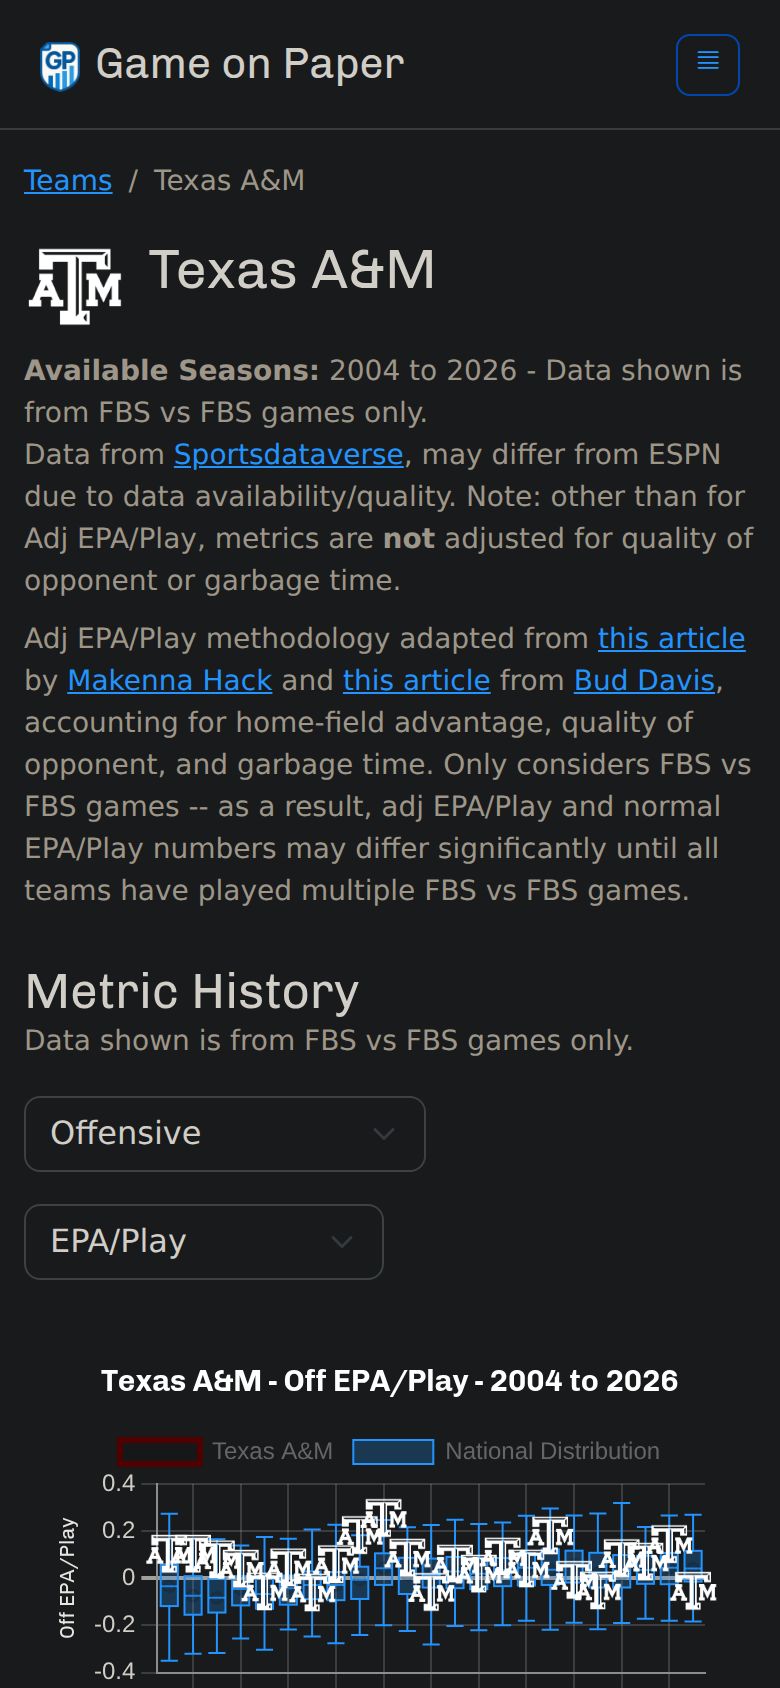 GP Game on Paper
Teams / Texas A&M
ATM Texas A&M
Available Seasons: 2004 to 2026 - Data shown is
from FBS vs FBS games only.
Data from Sportsdataverse, may differ from ESPN
due to data availability/quality. Note: other than for
Adj EPA/Play, metrics are not adjusted for quality of
opponent or garbage time.
Adj EPA/Play methodology adapted from this article
by Makenna Hack and this article from Bud Davis,
accounting for home-field advantage, quality of
opponent, and garbage time. Only considers FBS vs
FBS games -- as a result, adj EPA/Play and normal
EPA/Play numbers may differ significantly until all
teams have played multiple FBS vs FBS games.
Metric History
Data shown is from FBS vs FBS games only.
Offensive
EPA/Play
Texas A&M - Off EPA/Play - 2004 to 2026
Texas A&M National Distribution
Off EPA/Play
0.4
0.2
0
-0.2
-0.4